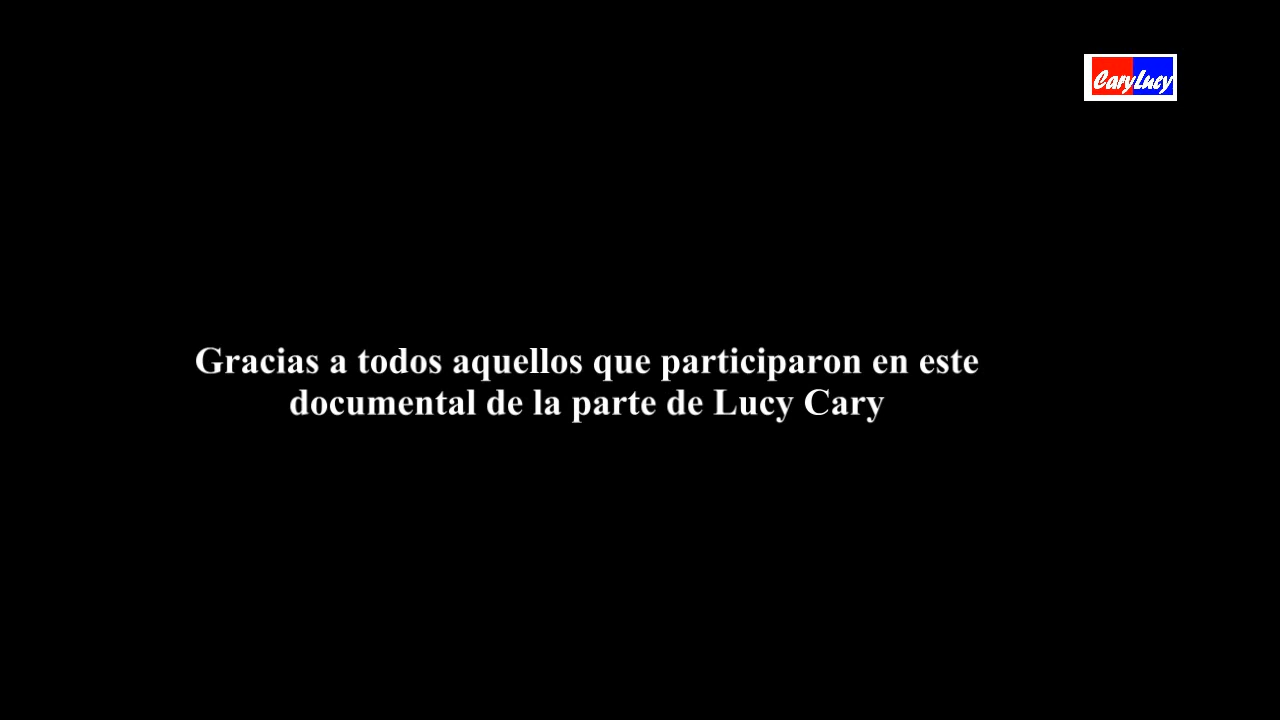 CaryLucy
Gracias a todos aquellos que participaron en este
documental de la parte de Lucy Cary